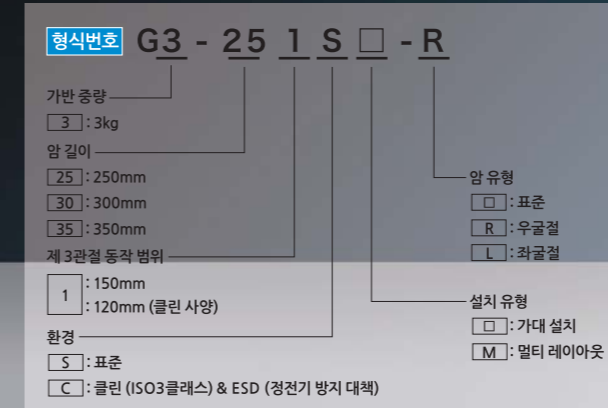 형식번호 G3 - 25 1 S □ - R
가반 중량
3 : 3kg
암 길이
25 : 250mm
30 : 300mm
35 : 350mm
제 3관절 동작 범위
1 : 150mm
: 120mm (클린 사양)
환경
S : 표준
C : 클린 (ISO3클래스) & ESD (정전기 방지 대책)
암 유형
□ : 표준
R : 우굴절
L : 좌굴절
설치 유형
□ : 가대 설치
M : 멀티 레이아웃